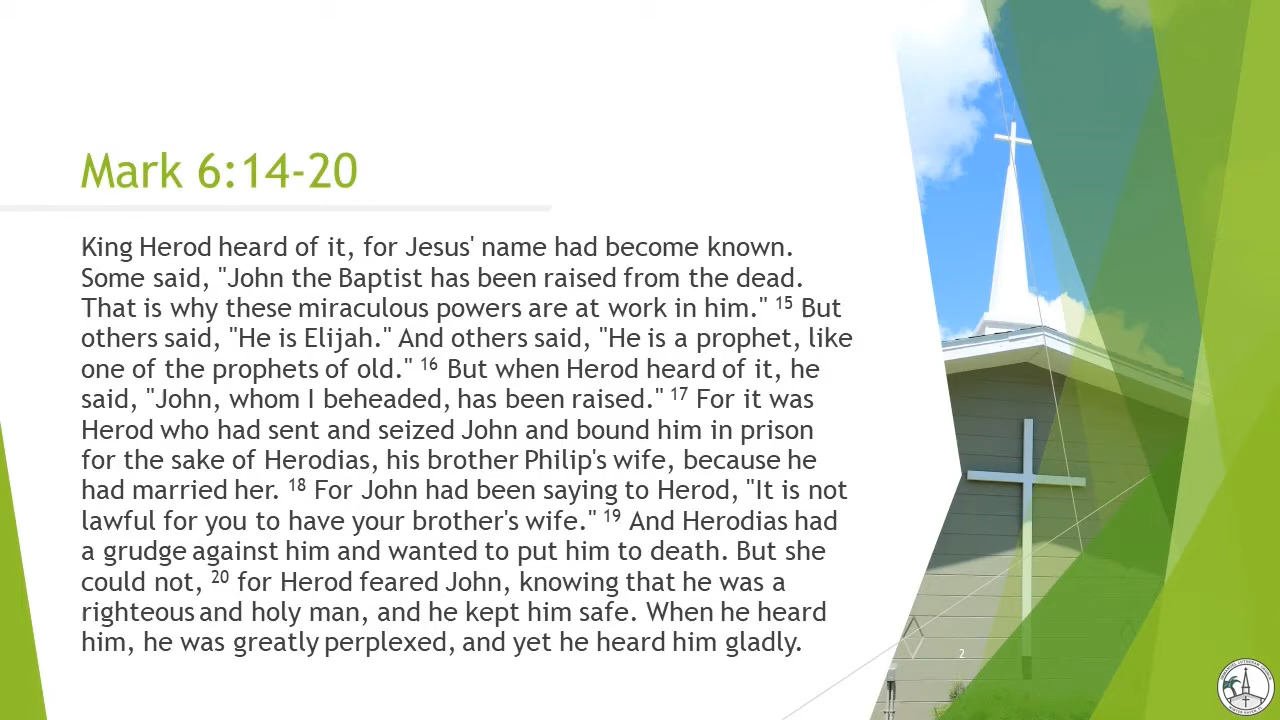 Mark 6:14-20
King Herod heard of it, for Jesus' name had become known.
Some said, "John the Baptist has been raised from the dead.
That is why these miraculous powers are at work in him." 15 But
others said, "He is Elijah." And others said, "He is a prophet, like
one of the prophets of old." 16 But when Herod heard of it, he
said, "John, whom I beheaded, has been raised." 17 For it was
Herod who had sent and seized John and bound him in prison
for the sake of Herodias, his brother Philip's wife, because he
had married her. 18 For John had been saying to Herod, "It is not
lawful for you to have your brother's wife." 19 And Herodias had
a grudge against him and wanted to put him to death. But she
could not, 20 for Herod feared John, knowing that he was a
righteous and holy man, and he kept him safe. When he heard
him, he was greatly perplexed, and yet he heard him gladly.
2